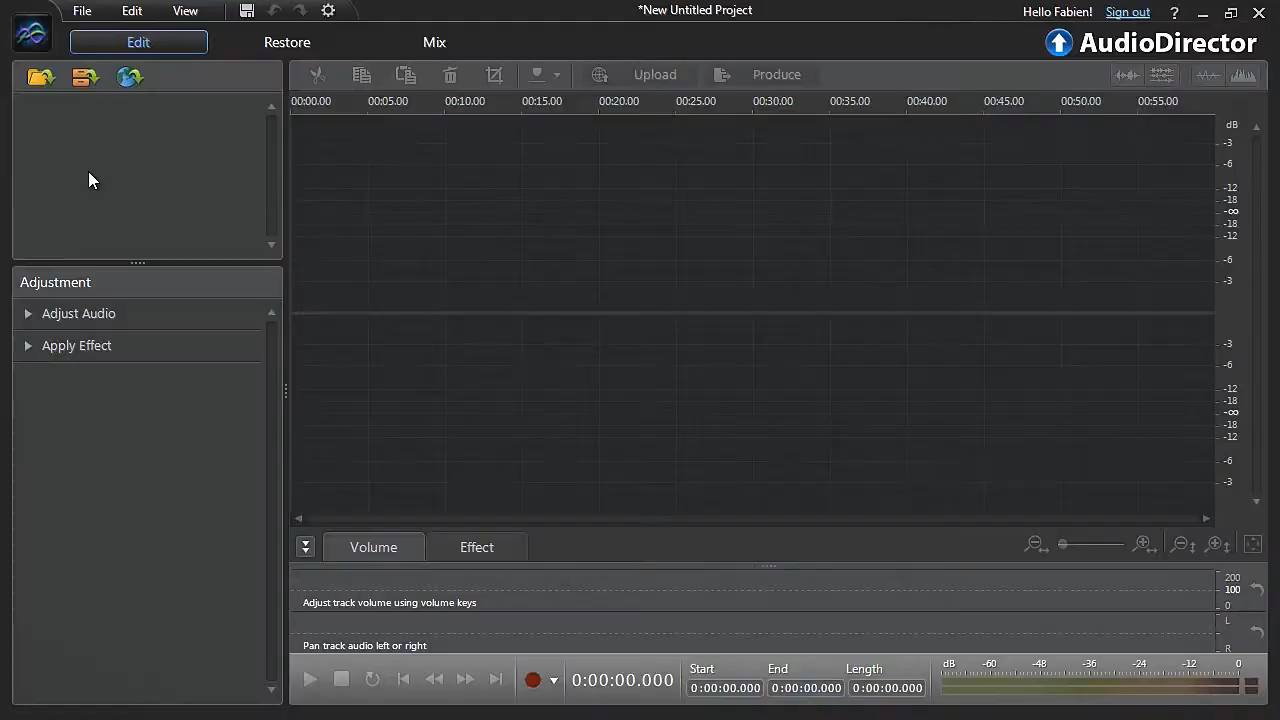 File Edit View *New Untitled Project Hello Fabien! Sign out ?
Edit Restore Mix AudioDirector
Upload Produce
00:00.00 00:05.00 00:10.00 00:15.00 00:20.00 00:25.00 00:30.00 00:35.00 00:40.00 00:45.00 00:50.00 00:55.00
dB
-3
-6
-12
-18
-∞
-18
-12
-6
-3
Adjustment
Adjust Audio
Apply Effect
-3
-6
-12
-18
-∞
-18
-12
-6
-3
Volume Effect
200
100
0
Adjust track volume using volume keys
L
Pan track audio left or right
R
0:00:00.000
Start End Length
0:00:00.000 0:00:00.000 0:00:00.000
dB -60 -48 -36 -24 -12 0